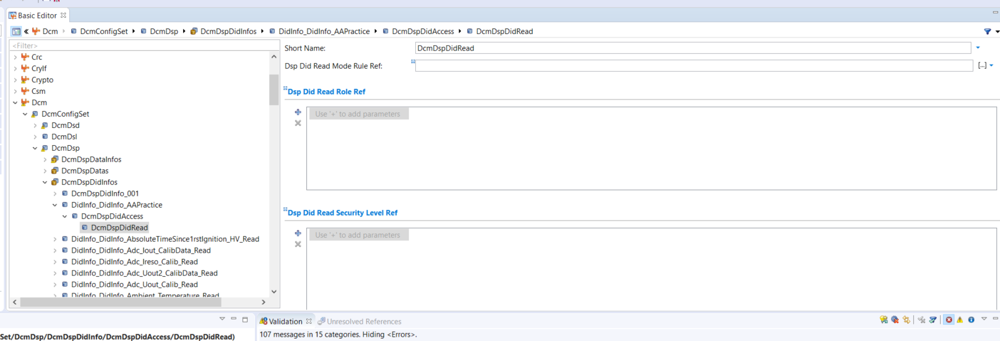 Basic Editor
Dcm DcmConfigSet DcmDsp DcmDspDidInfos DidInfo_DidInfo_AAPractice DcmDspDidAccess DcmDspDidRead
<Filter>
Crc
CryIf
Crypto
Csm
Dcm
DcmConfigSet
DcmDsd
DcmDsl
DcmDsp
DcmDspDataInfos
DcmDspDatas
DcmDspDidInfos
DcmDspDidInfo_001
DidInfo_DidInfo_AAPractice
DcmDspDidAccess
DcmDspDidRead
DidInfo_DidInfo_AbsoluteTimeSince1rstIgnition_HV_Read
DidInfo_DidInfo_Adc_Iout_CalibData_Read
DidInfo_DidInfo_Adc_Ireso_Calib_Read
DidInfo_DidInfo_Adc_Uout2_CalibData_Read
DidInfo_DidInfo_Adc_Uout_Calib_Read
DidInfo_DidInfo_Ambient_Temperature_Read
Short Name: DcmDspDidRead
Dsp Did Read Mode Rule Ref: [...]
Dsp Did Read Role Ref
Use '+' to add parameters
Dsp Did Read Security Level Ref
Use '+' to add parameters
Set/DcmDsp/DcmDspDidInfo/DcmDspDidAccess/DcmDspDidRead)
Validation Unresolved References
107 messages in 15 categories. Hiding <Errors>.